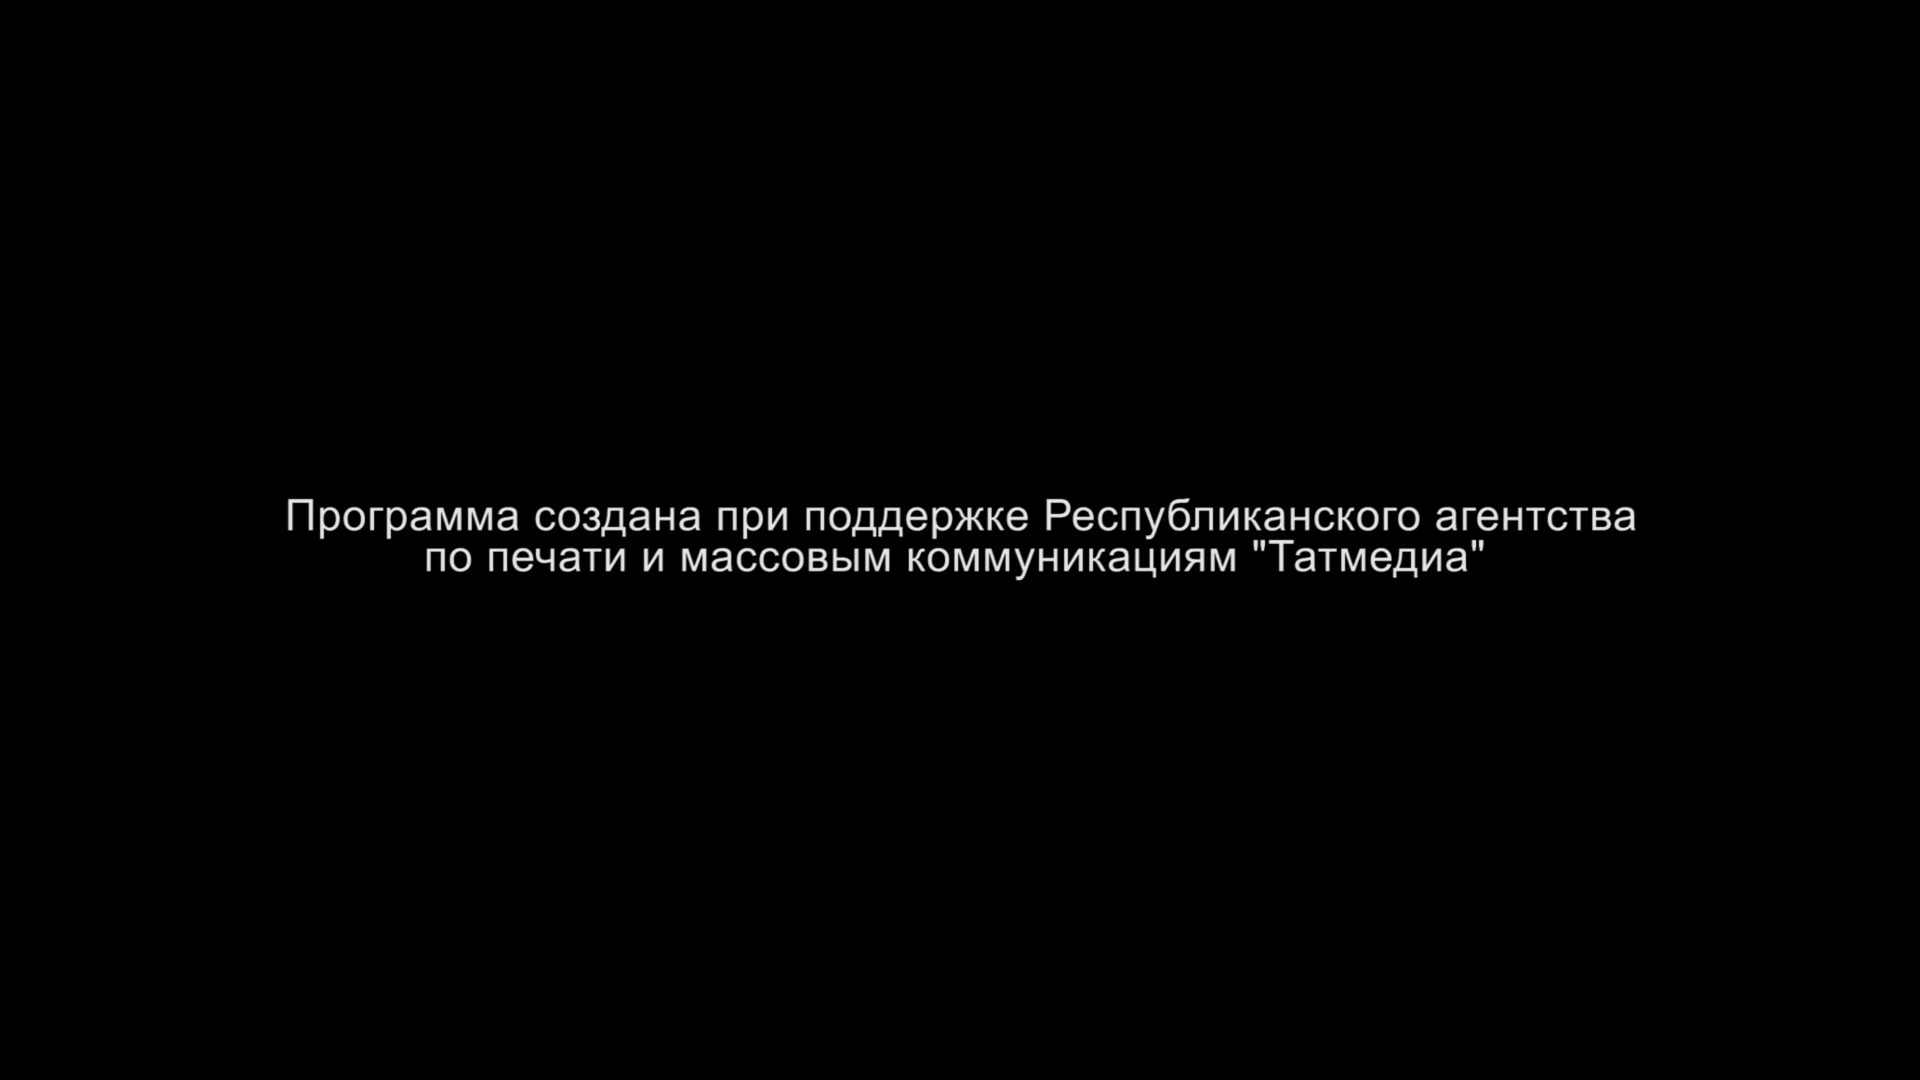 Программа создана при поддержке Республиканского агентства
по печати и массовым коммуникациям "Татмедиа"